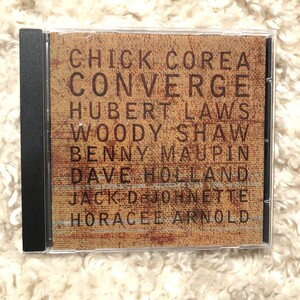 CHICK COREA
CONVERGE
HUBERT LAWS
WOODY SHAW
BENNY MAUPIN
DAVE HOLLAND
JACK DeJOHNETTE
HORACEE ARNOLD